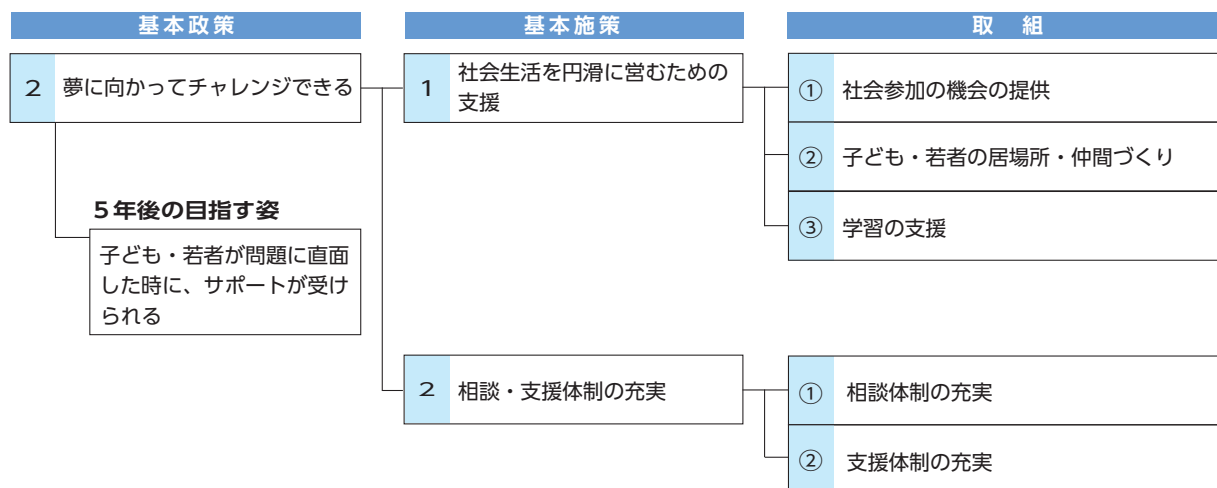 基本政策
基本施策
取　組
2 夢に向かってチャレンジできる
1 社会生活を円滑に営むための
支援
① 社会参加の機会の提供
② 子ども・若者の居場所・仲間づくり
③ 学習の支援
５年後の目指す姿
子ども・若者が問題に直面
した時に、サポートが受け
られる
2 相談・支援体制の充実
① 相談体制の充実
② 支援体制の充実